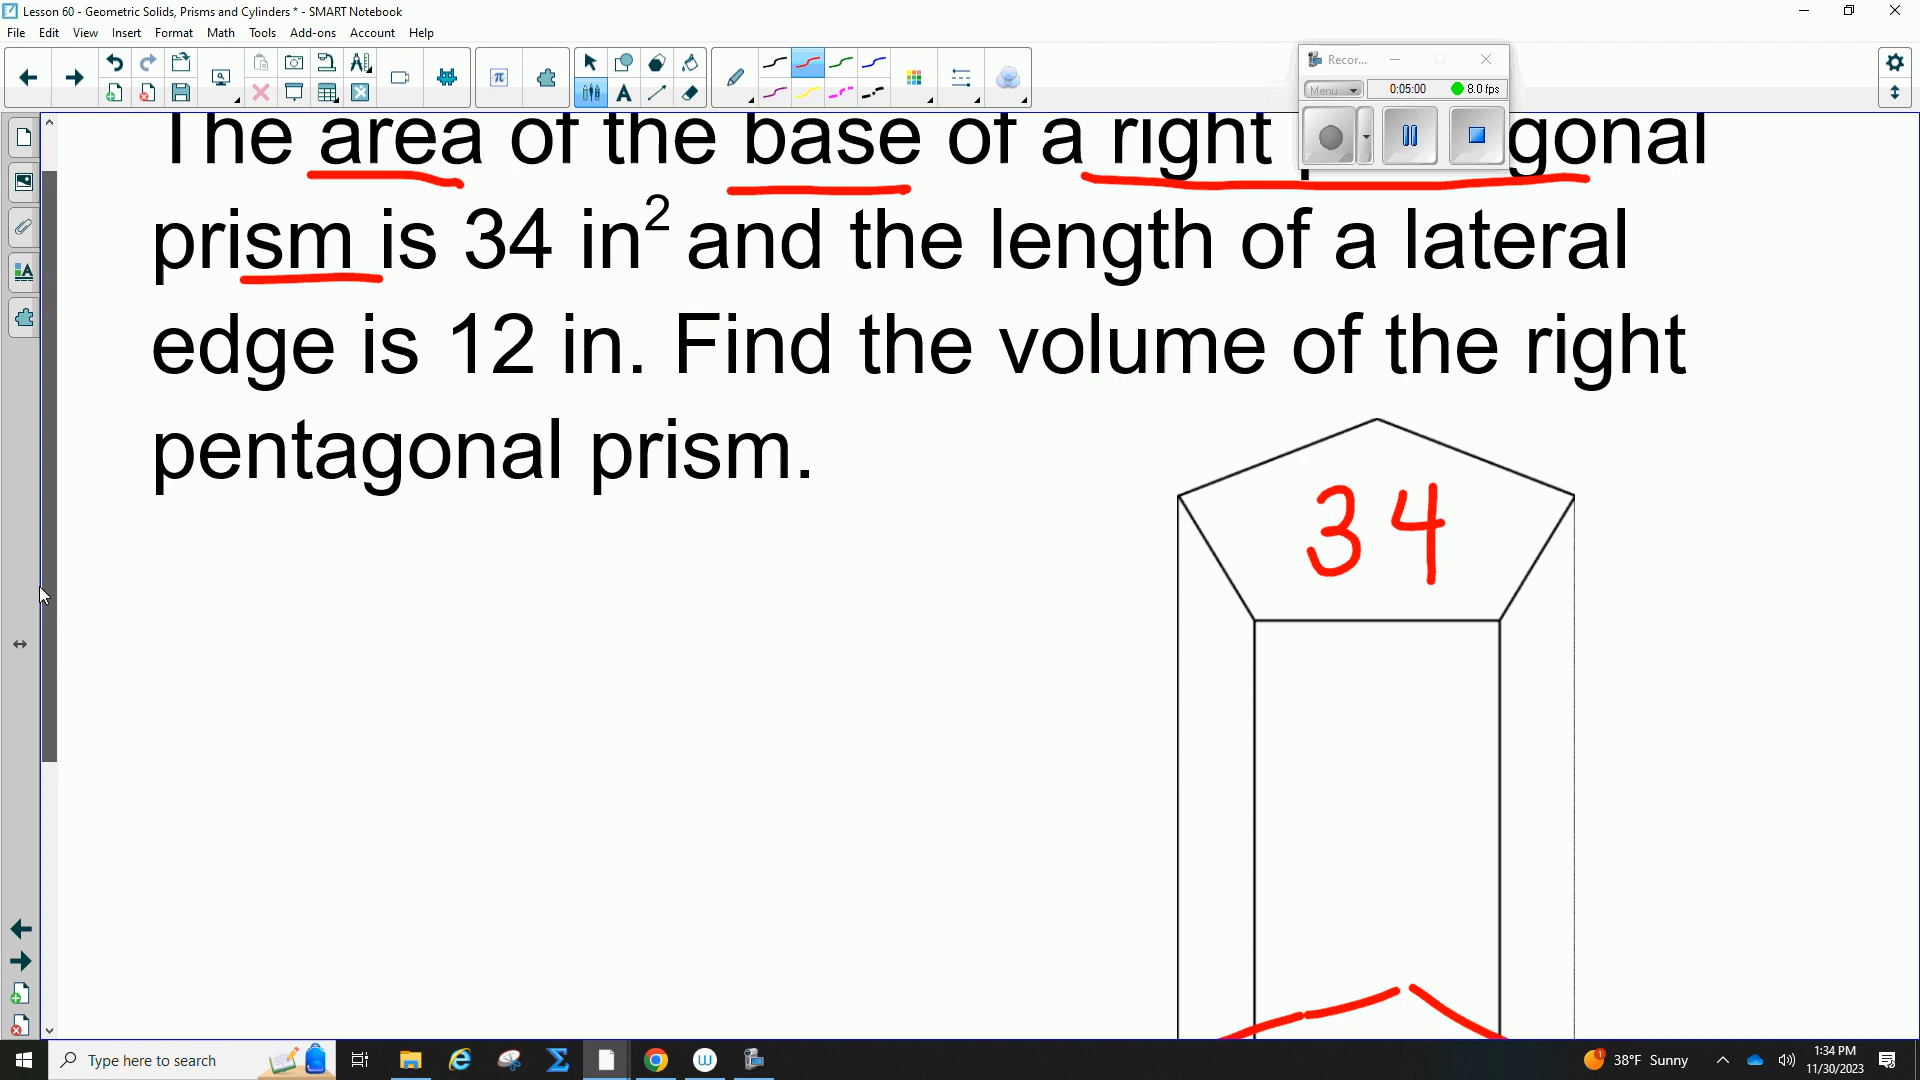 Lesson 60 - Geometric Solids, Prisms and Cylinders * - SMART Notebook
File Edit View Insert Format Math Tools Add-ons Account Help
Recor...
Menu 0:05:00 8.0 fps
The area of the base of a right gonal
prism is 34 in² and the length of a lateral
edge is 12 in. Find the volume of the right
pentagonal prism.
34
Type here to search
38°F Sunny
1:34 PM
11/30/2023